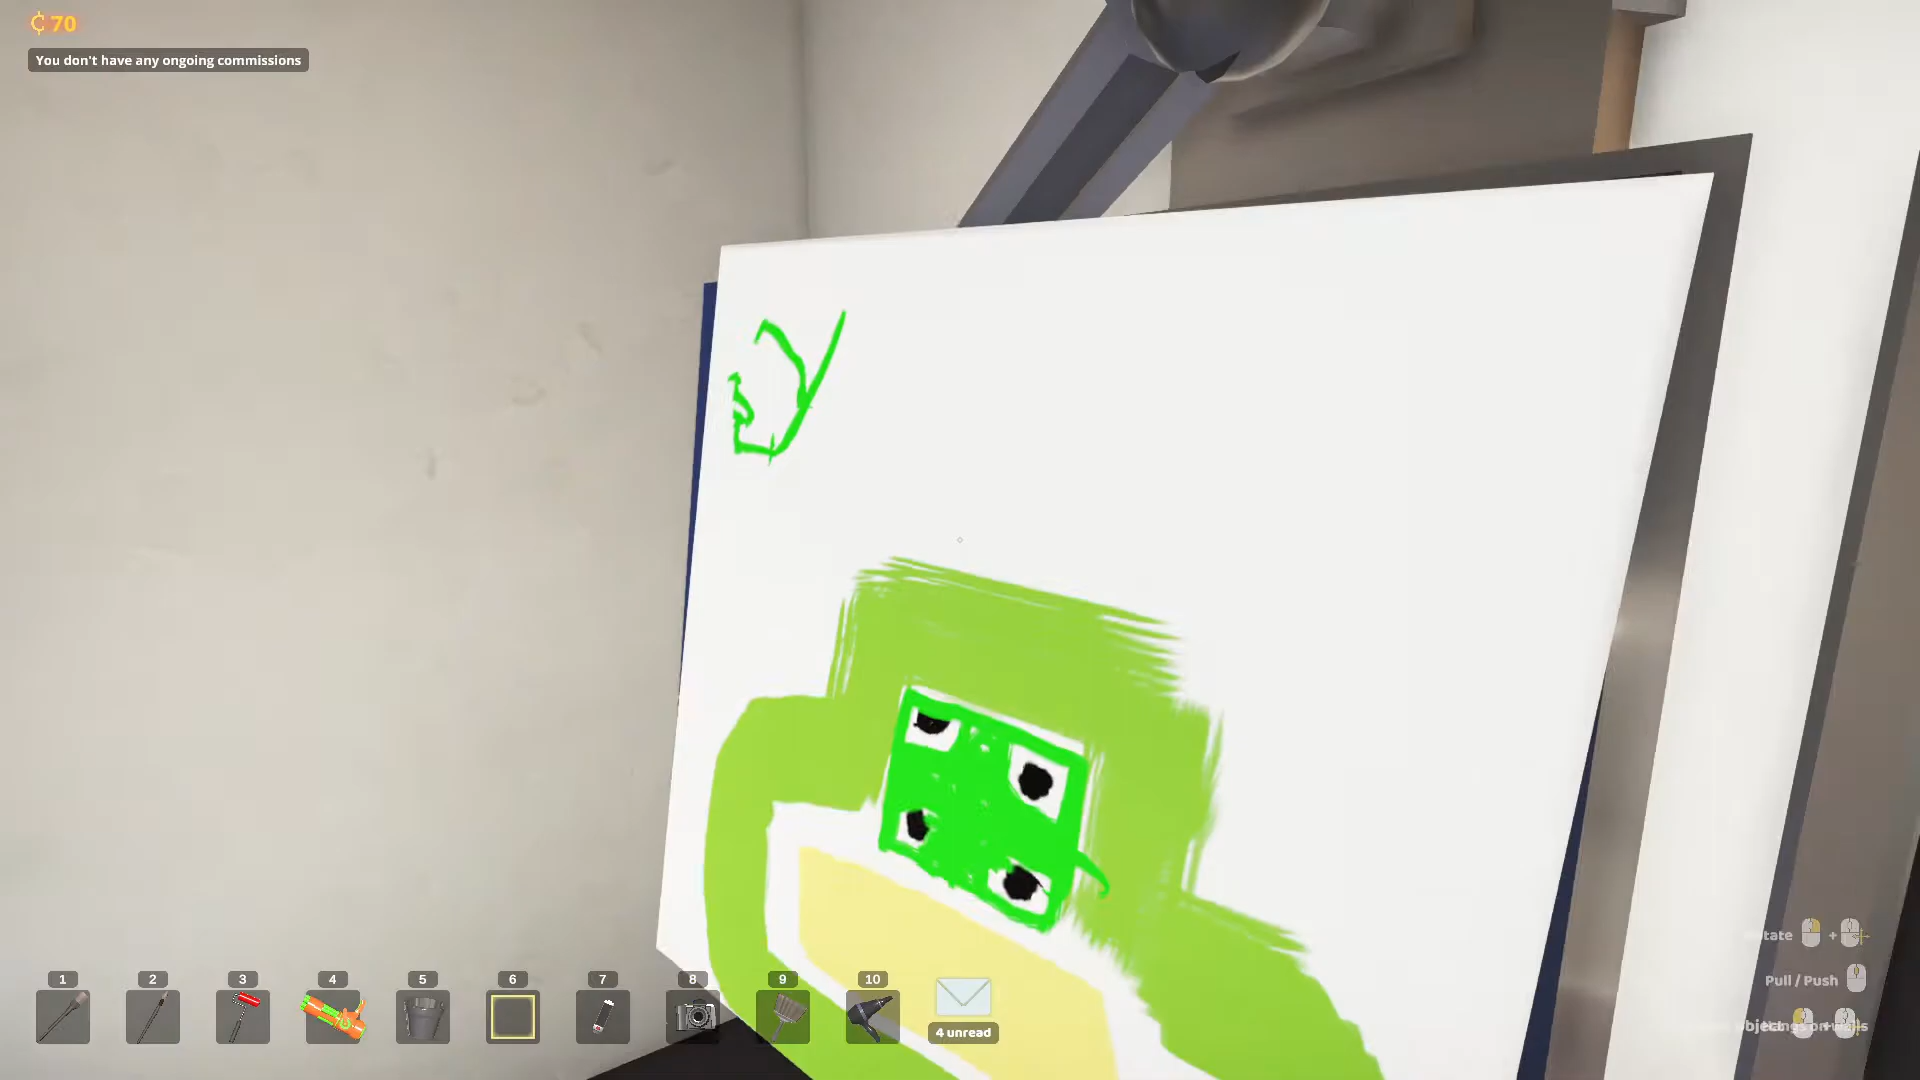 ₵ 70
You don't have any ongoing commissions
1 2 3 4 5 6 7 8 9 10
4 unread
Rotate +
Pull / Push